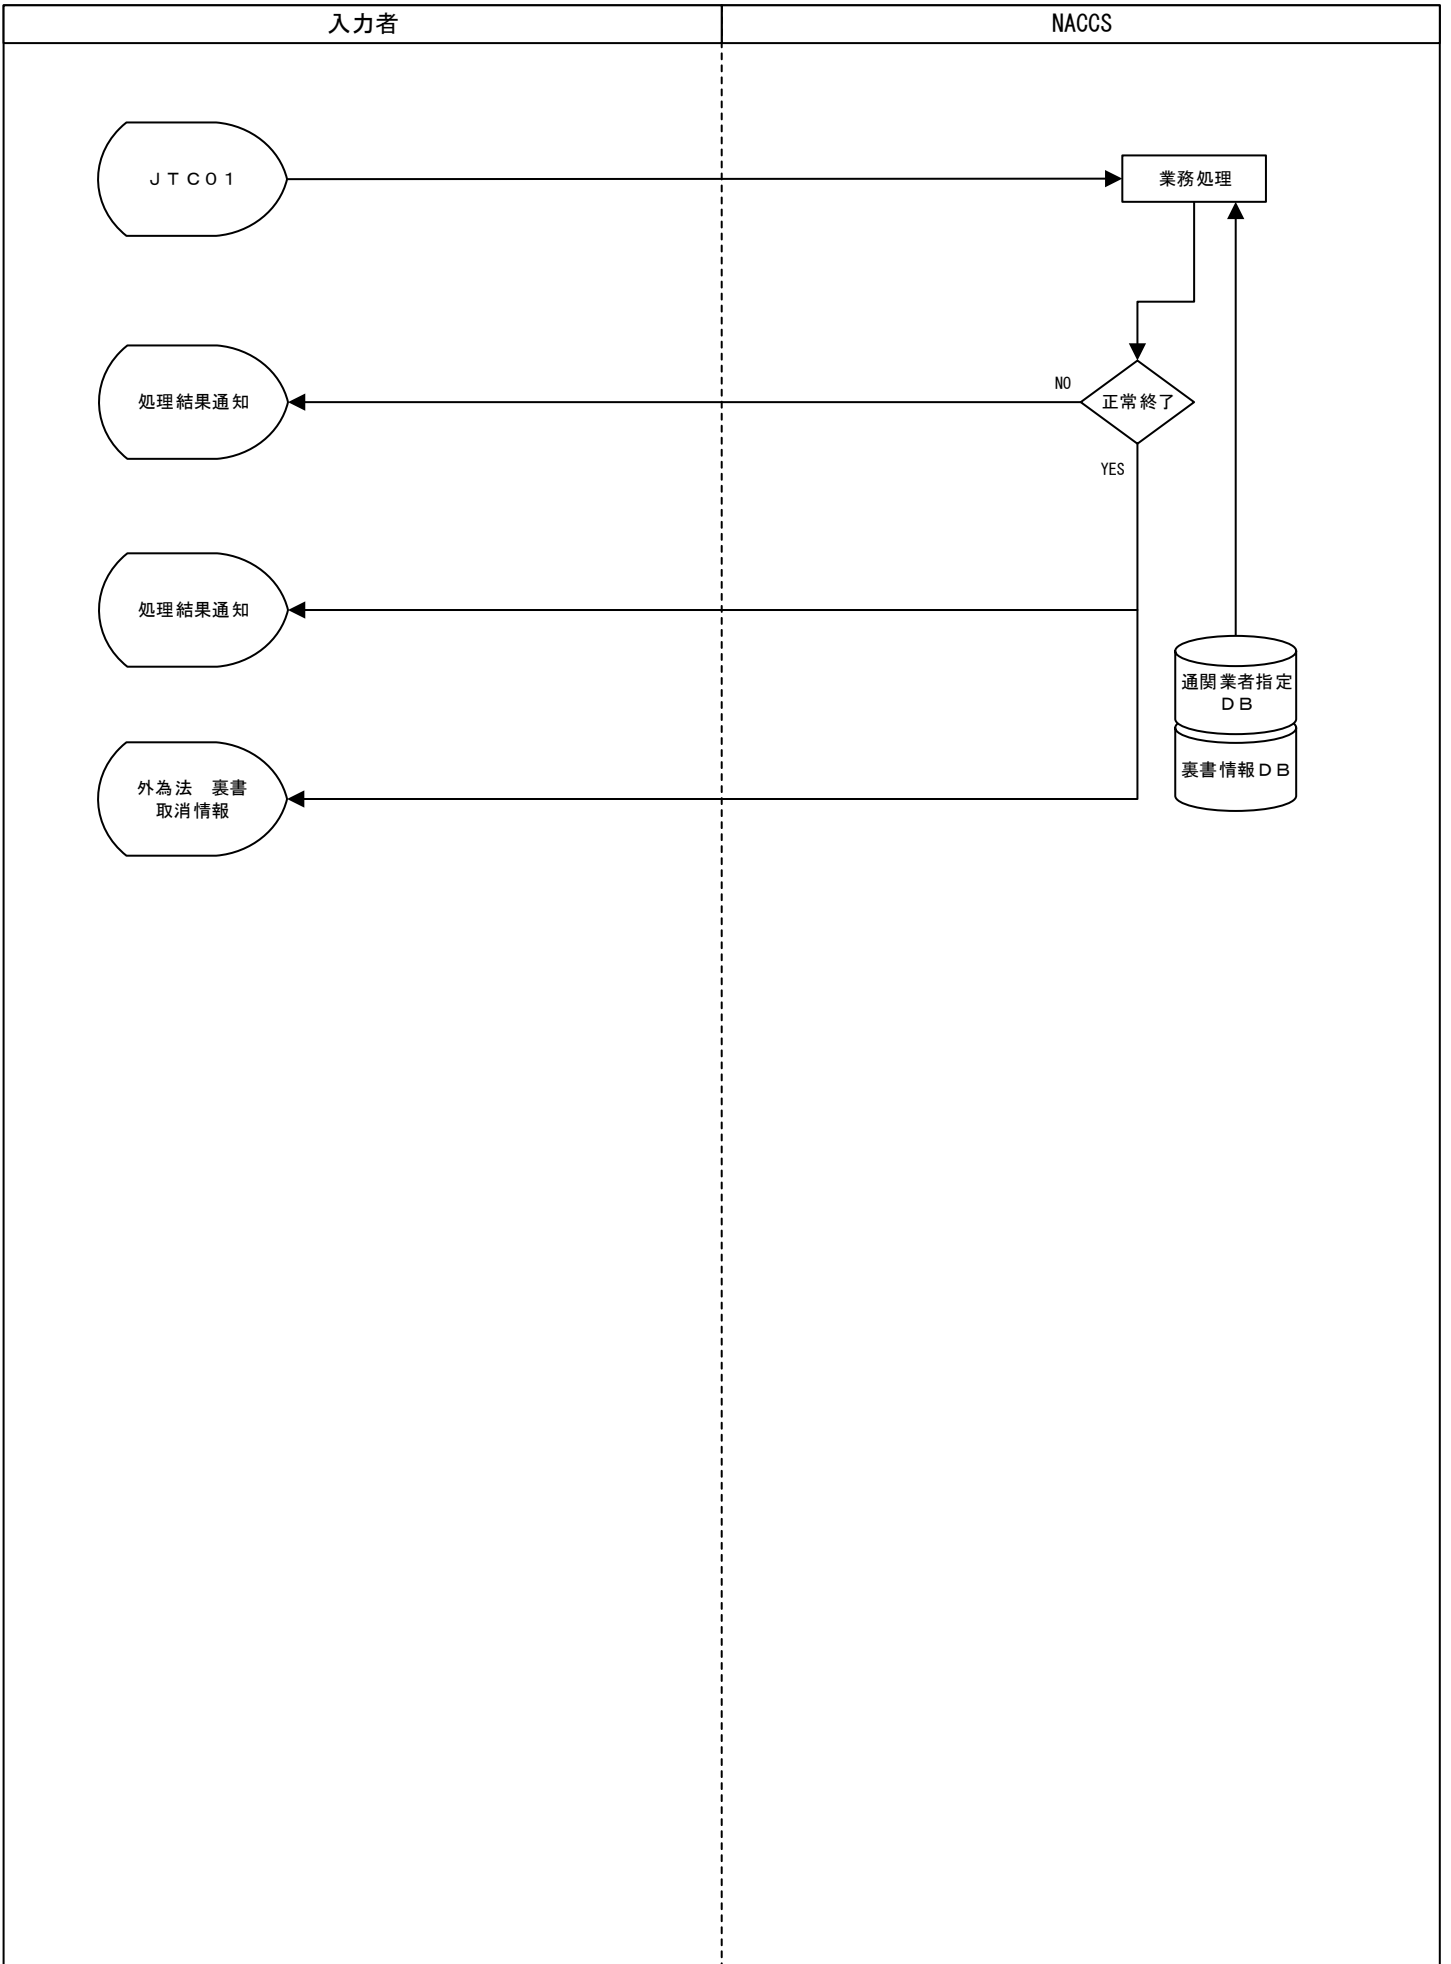 入力者
NACCS
ＪＴＣ０１
業務処理
処理結果通知
NO
正常終了
YES
処理結果通知
通関業者指定
ＤＢ
外為法　裏書
取消情報
裏書情報ＤＢ